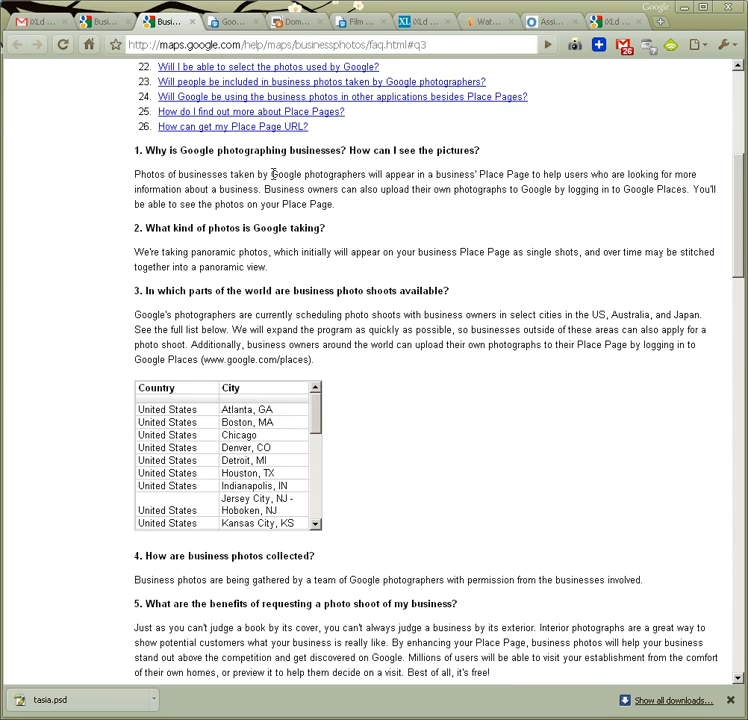 Google
IXLd
Busi
Busi
Goo
Dom
Film
IXLd
Wat
Assi
IXLd
http://maps.google.com/help/maps/businessphotos/faq.html#q3
26
22. Will I be able to select the photos used by Google?
23. Will people be included in business photos taken by Google photographers?
24. Will Google be using the business photos in other applications besides Place Pages?
25. How do I find out more about Place Pages?
26. How can get my Place Page URL?
1. Why is Google photographing businesses? How can I see the pictures?
Photos of businesses taken by Google photographers will appear in a business' Place Page to help users who are looking for more
information about a business. Business owners can also upload their own photographs to Google by logging in to Google Places. You'll
be able to see the photos on your Place Page.
2. What kind of photos is Google taking?
We're taking panoramic photos, which initially will appear on your business Place Page as single shots, and over time may be stitched
together into a panoramic view.
3. In which parts of the world are business photo shoots available?
Google's photographers are currently scheduling photo shoots with business owners in select cities in the US, Australia, and Japan.
See the full list below. We will expand the program as quickly as possible, so businesses outside of these areas can also apply for a
photo shoot. Additionally, business owners around the world can upload their own photographs to their Place Page by logging in to
Google Places (www.google.com/places).
Country City
United States Atlanta, GA
United States Boston, MA
United States Chicago
United States Denver, CO
United States Detroit, MI
United States Houston, TX
United States Indianapolis, IN
Jersey City, NJ -
United States Hoboken, NJ
United States Kansas City, KS
4. How are business photos collected?
Business photos are being gathered by a team of Google photographers with permission from the businesses involved.
5. What are the benefits of requesting a photo shoot of my business?
Just as you can't judge a book by its cover, you can't always judge a business by its exterior. Interior photographs are a great way to
show potential customers what your business is really like. By enhancing your Place Page, business photos will help your business
stand out above the competition and get discovered on Google. Millions of users will be able to visit your establishment from the comfort
of their own homes, or preview it to help them decide on a visit. Best of all, it's free!
tasia.psd
Show all downloads...